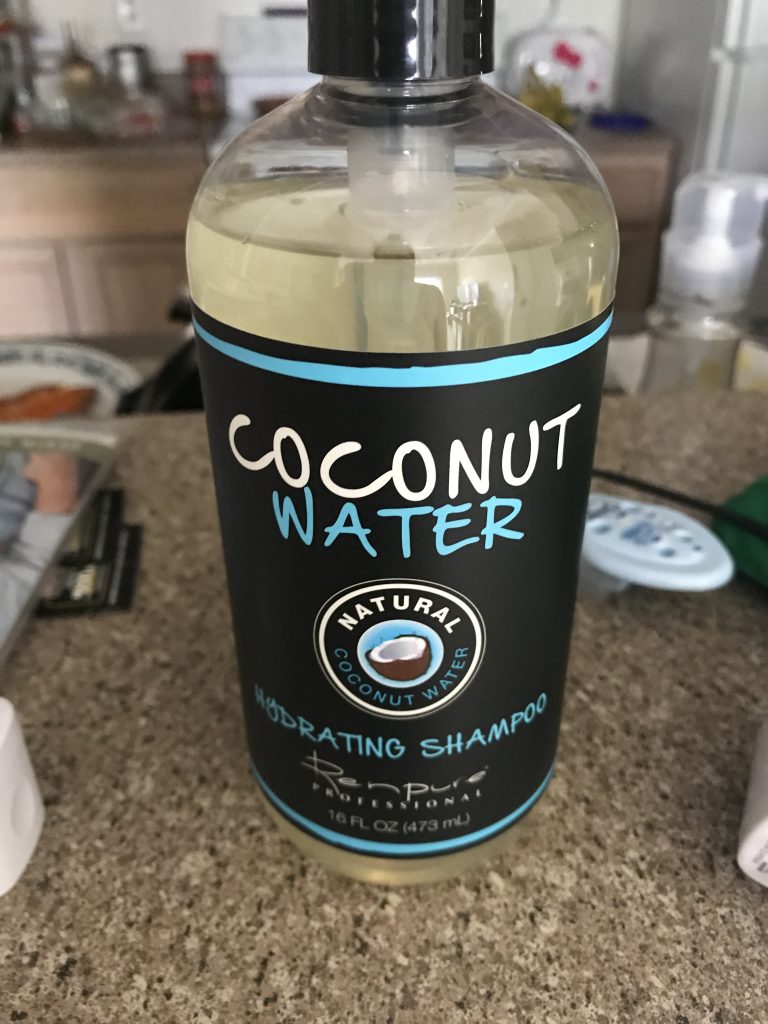 COCONUT
WATER
NATURAL
COCONUT WATER
HYDRATING SHAMPOO
Renpure
PROFESSIONAL
16 FL OZ (473 mL)